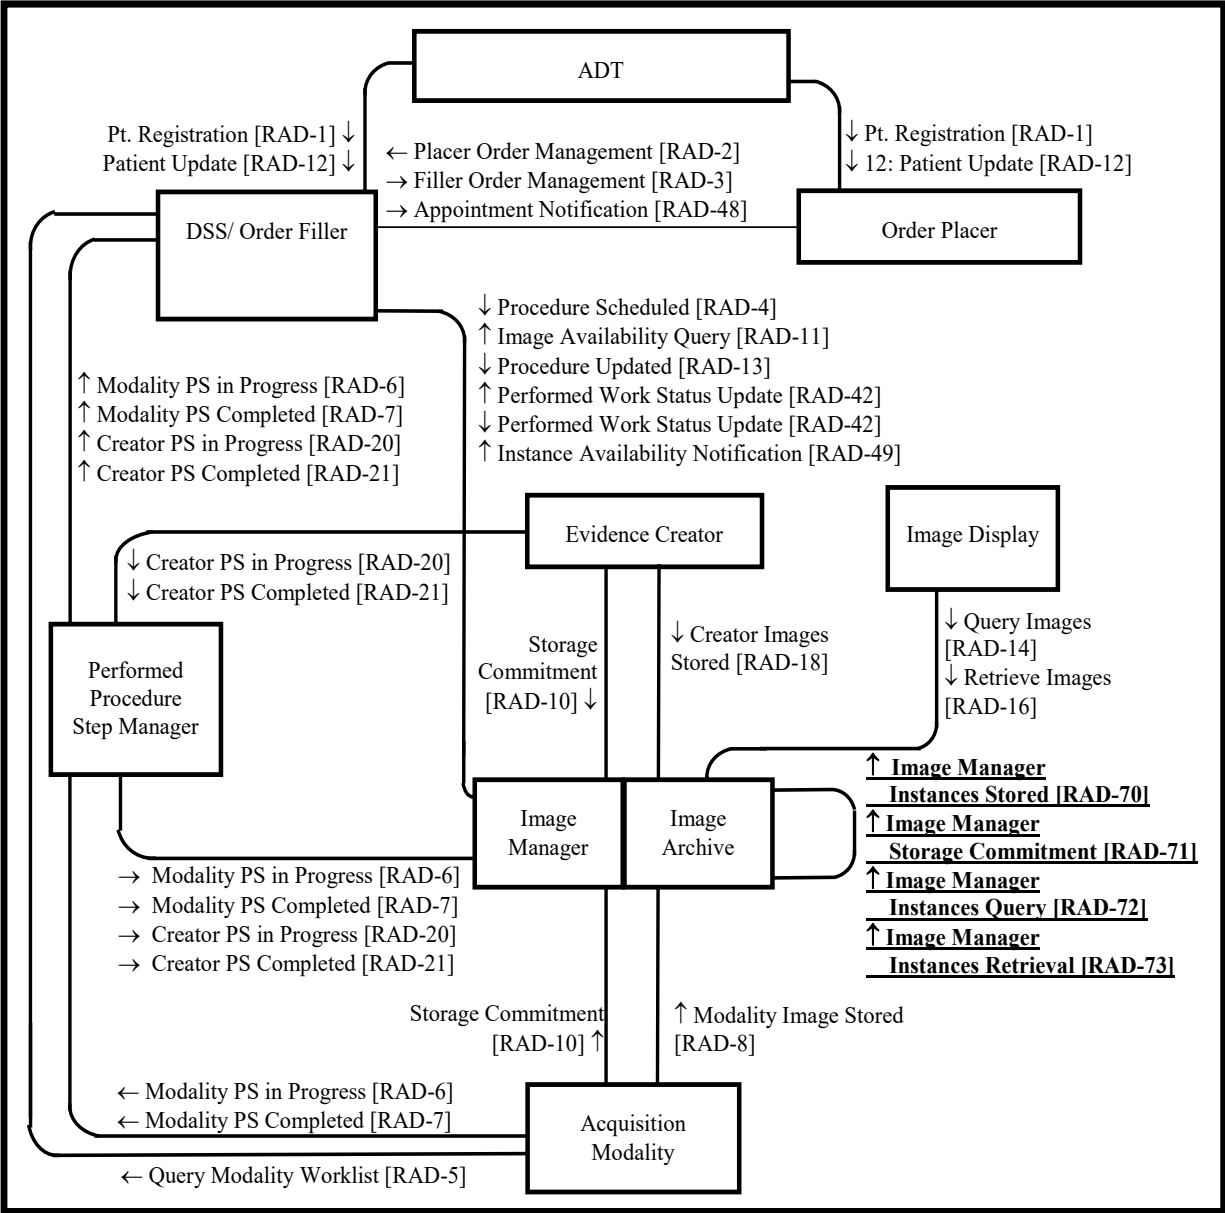 ADT
Pt. Registration [RAD-1] ↓
Patient Update [RAD-12] ↓
← Placer Order Management [RAD-2]
→ Filler Order Management [RAD-3]
→ Appointment Notification [RAD-48]
↓ Pt. Registration [RAD-1]
↓ 12: Patient Update [RAD-12]
DSS/ Order Filler
Order Placer
↓ Procedure Scheduled [RAD-4]
↑ Image Availability Query [RAD-11]
↓ Procedure Updated [RAD-13]
↑ Performed Work Status Update [RAD-42]
↓ Performed Work Status Update [RAD-42]
↑ Instance Availability Notification [RAD-49]
↑ Modality PS in Progress [RAD-6]
↑ Modality PS Completed [RAD-7]
↑ Creator PS in Progress [RAD-20]
↑ Creator PS Completed [RAD-21]
Evidence Creator
Image Display
↓ Creator PS in Progress [RAD-20]
↓ Creator PS Completed [RAD-21]
Storage
Commitment
[RAD-10] ↓
↓ Creator Images
Stored [RAD-18]
↓ Query Images
[RAD-14]
↓ Retrieve Images
[RAD-16]
Performed
Procedure
Step Manager
Image
Manager
Image
Archive
↑ Image Manager
Instances Stored [RAD-70]
↑ Image Manager
Storage Commitment [RAD-71]
↑ Image Manager
Instances Query [RAD-72]
↑ Image Manager
Instances Retrieval [RAD-73]
→ Modality PS in Progress [RAD-6]
→ Modality PS Completed [RAD-7]
→ Creator PS in Progress [RAD-20]
→ Creator PS Completed [RAD-21]
Storage Commitment
[RAD-10] ↑
↑ Modality Image Stored
[RAD-8]
← Modality PS in Progress [RAD-6]
← Modality PS Completed [RAD-7]
Acquisition
Modality
← Query Modality Worklist [RAD-5]